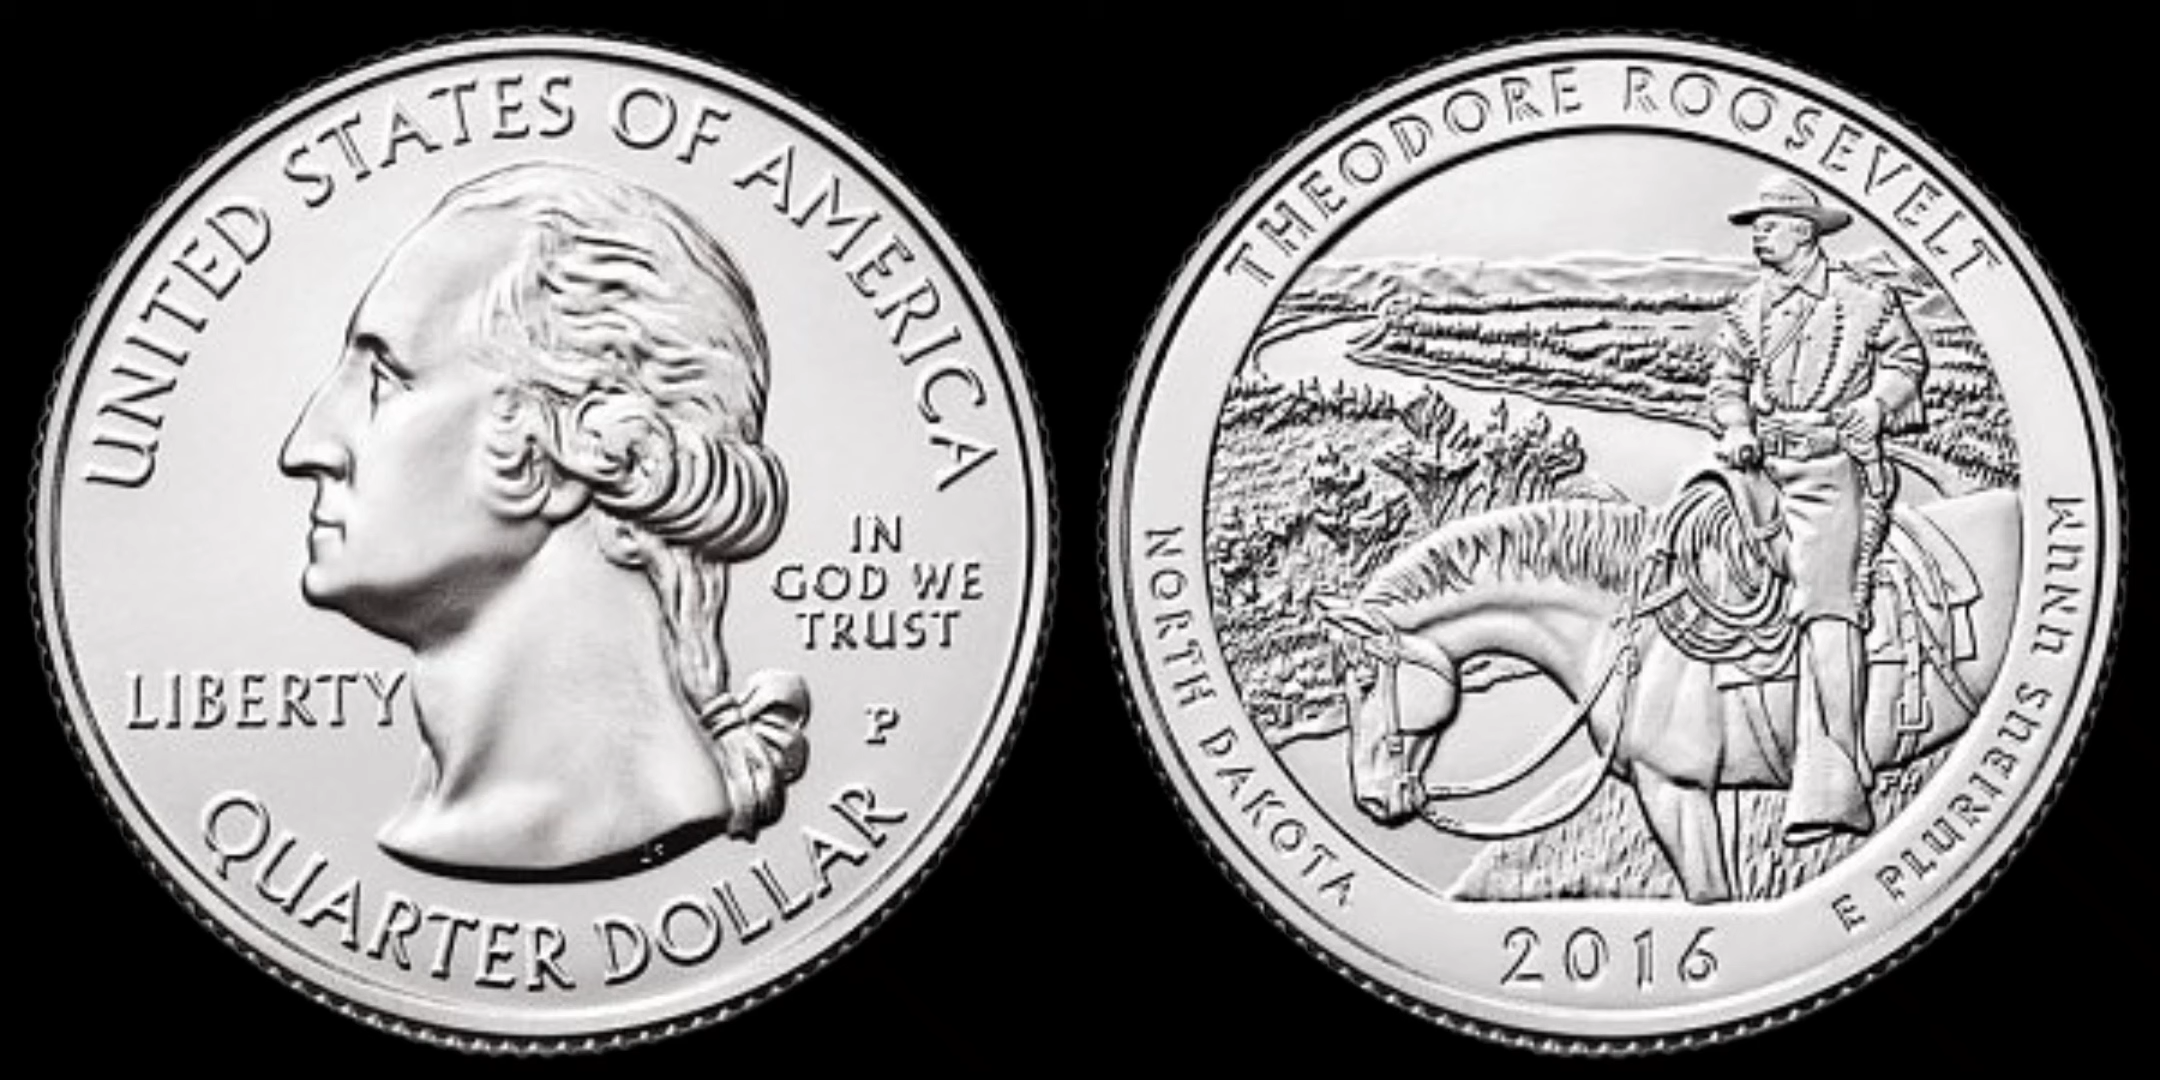 UNITED STATES OF AMERICA
IN
GOD WE
TRUST
LIBERTY
P
QUARTER DOLLAR
THEODORE ROOSEVELT
NORTH DAKOTA
2016
E PLURIBUS UNUM